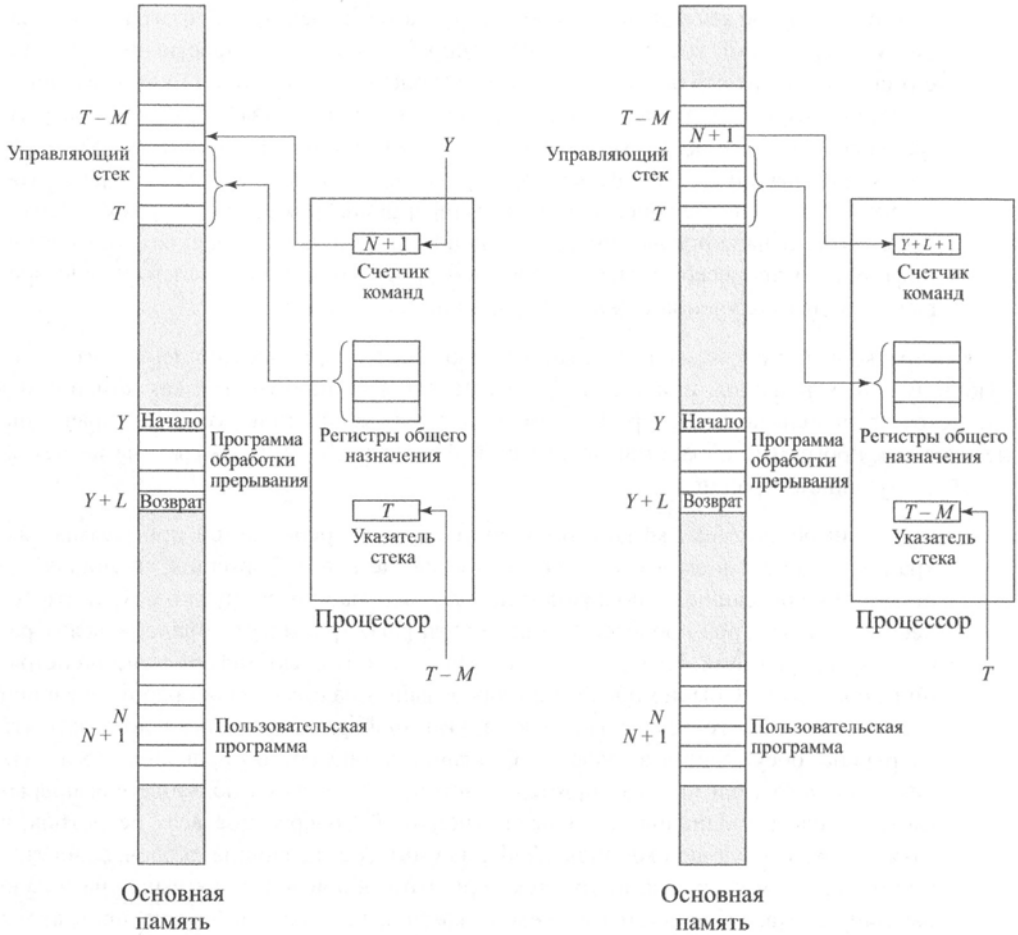 T – M
Управляющий
стек
T
Y
N + 1
Счетчик
команд
Y
Начало
Программа
обработки
прерывания
Y + L
Возврат
Регистры общего
назначения
T
Указатель
стека
Процессор
T – M
N
N + 1
Пользовательская
программа
Основная
память
T – M
N + 1
Управляющий
стек
T
Y + L + 1
Счетчик
команд
Y
Начало
Программа
обработки
прерывания
Y + L
Возврат
Регистры общего
назначения
T – M
Указатель
стека
Процессор
T
N
N + 1
Пользовательская
программа
Основная
память